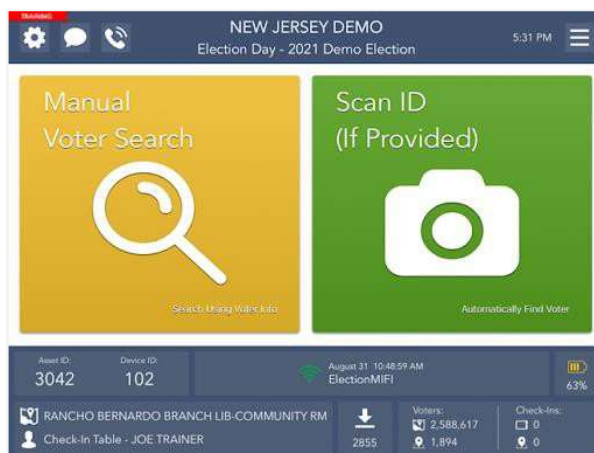 TRAINING
NEW JERSEY DEMO
Election Day - 2021 Demo Election
5:31 PM
Manual
Voter Search
Search Using Voter Info
Scan ID
(If Provided)
Automatically Find Voter
Asset ID:
3042
Device ID:
102
August 31 10:48:59 AM
ElectionMIFI
63%
RANCHO BERNARDO BRANCH LIB-COMMUNITY RM
Check-In Table - JOE TRAINER
2855
Voters:
2,588,617
1,894
Check-Ins:
0
0